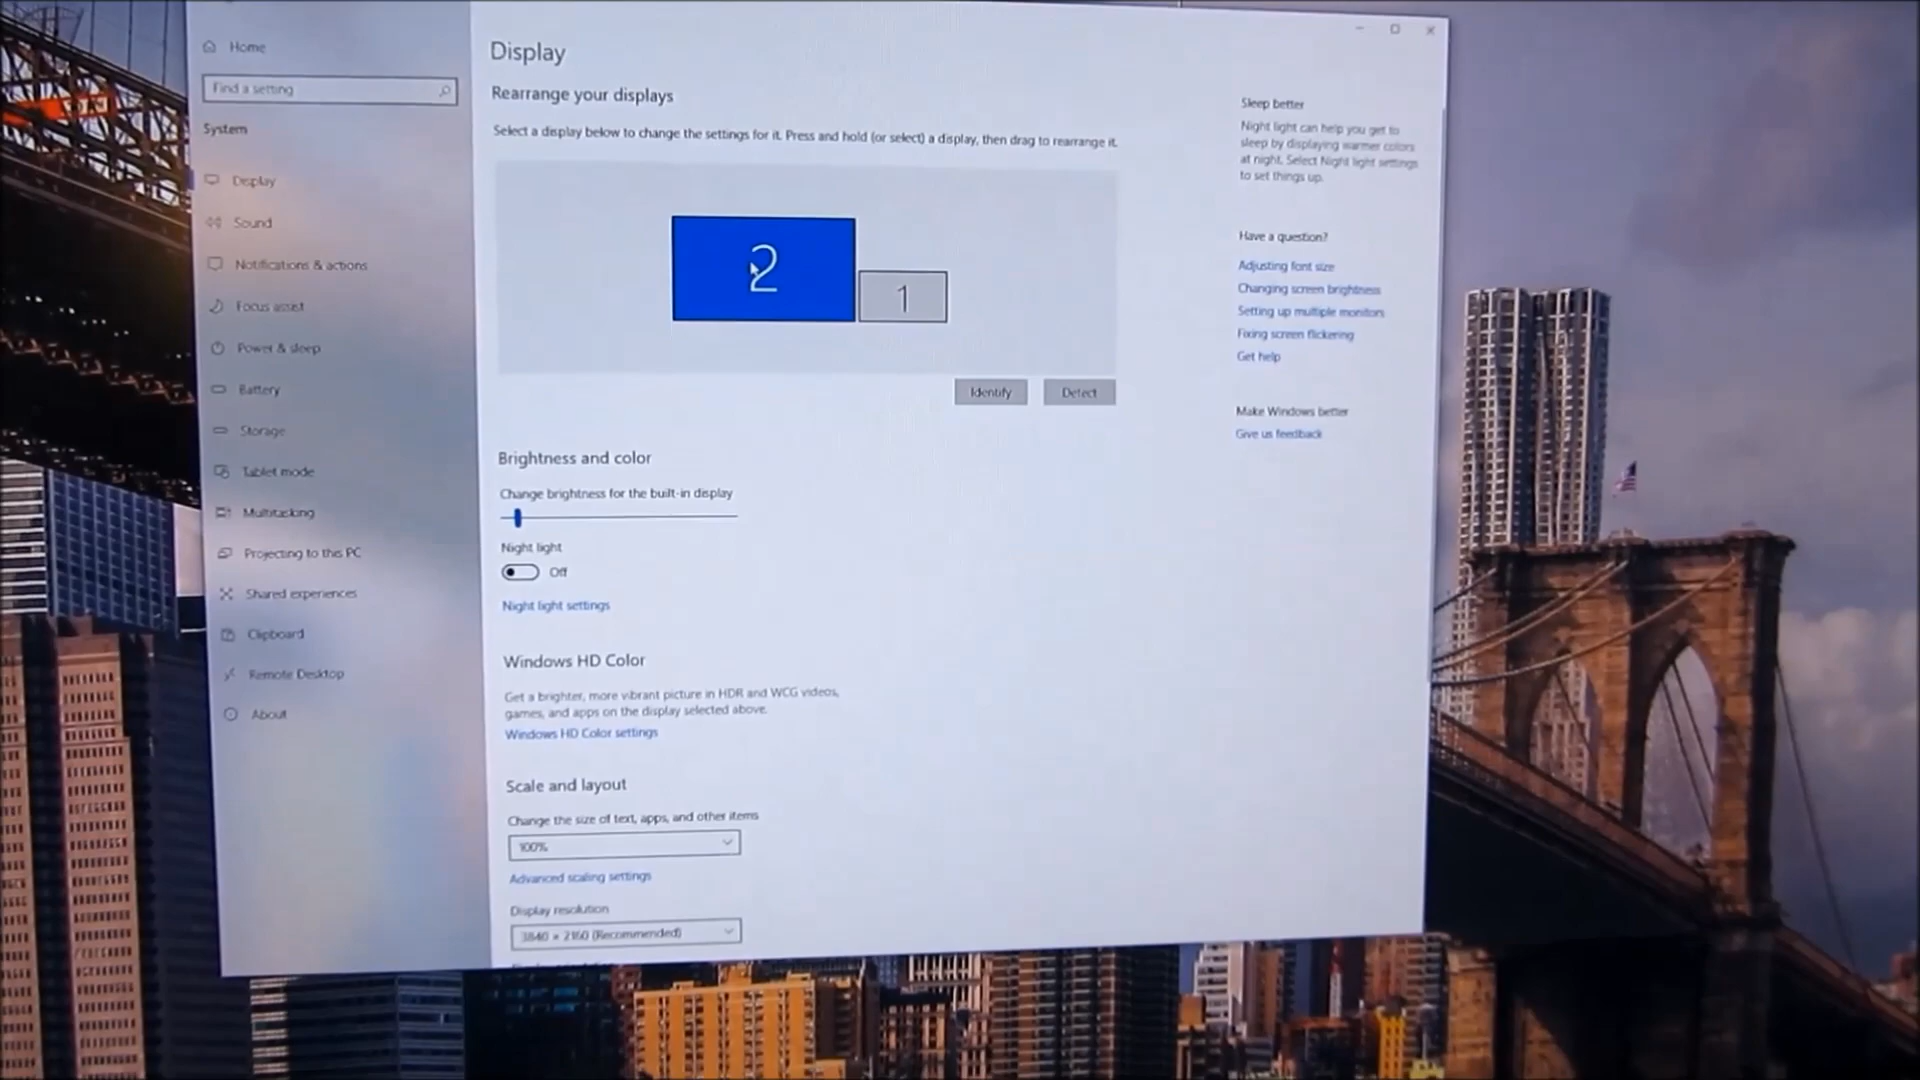 Home
Find a setting
System
Display
Sound
Notifications & actions
Focus assist
Power & sleep
Battery
Storage
Tablet mode
Multitasking
Projecting to this PC
Shared experiences
Clipboard
Remote Desktop
About
Display
Rearrange your displays
Select a display below to change the settings for it. Press and hold (or select) a display, then drag to rearrange it.
2
1
Identify
Detect
Brightness and color
Change brightness for the built-in display
Night light
Off
Night light settings
Windows HD Color
Get a brighter, more vibrant picture in HDR and WCG videos,
games, and apps on the display selected above.
Windows HD Color settings
Scale and layout
Change the size of text, apps, and other items
100%
Advanced scaling settings
Display resolution
3840 × 2160 (Recommended)
Sleep better
Night light can help you get to
sleep by displaying warmer colors
at night. Select Night light settings
to set things up.
Have a question?
Adjusting font size
Changing screen brightness
Setting up multiple monitors
Fixing screen flickering
Get help
Make Windows better
Give us feedback